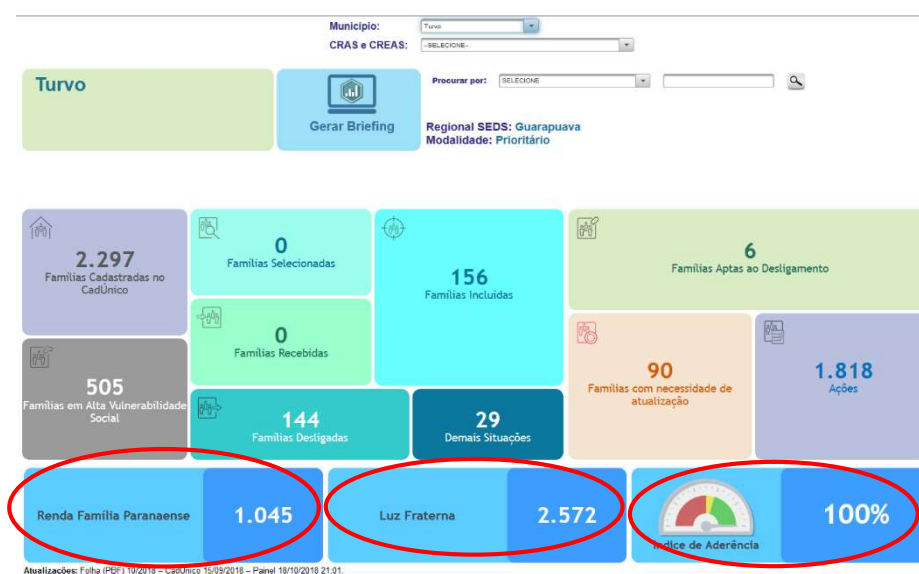 Município: Turvo
CRAS e CREAS: -SELECIONE-
Turvo
Gerar Briefing
Procurar por: SELECIONE
Regional SEDS: Guarapuava
Modalidade: Prioritário
2.297
Famílias Cadastradas no
CadÚnico
0
Famílias Selecionadas
156
Famílias Incluídas
6
Famílias Aptas ao Desligamento
0
Famílias Recebidas
505
Famílias em Alta Vulnerabilidade
Social
144
Famílias Desligadas
29
Demais Situações
90
Famílias com necessidade de
atualização
1.818
Ações
Renda Família Paranaense 1.045
Luz Fraterna 2.572
Índice de Aderência 100%
Atualizações: Folha (PBF) 10/2018 – CadÚnico 15/09/2018 – Painel 18/10/2018 21.01.